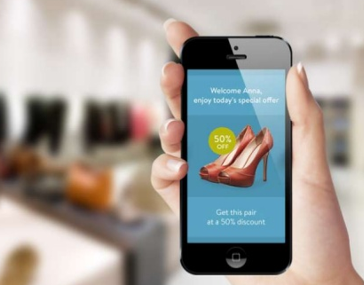 Welcome Anna,
enjoy today's special offer
50%
OFF
Get this pair
at a 50% discount